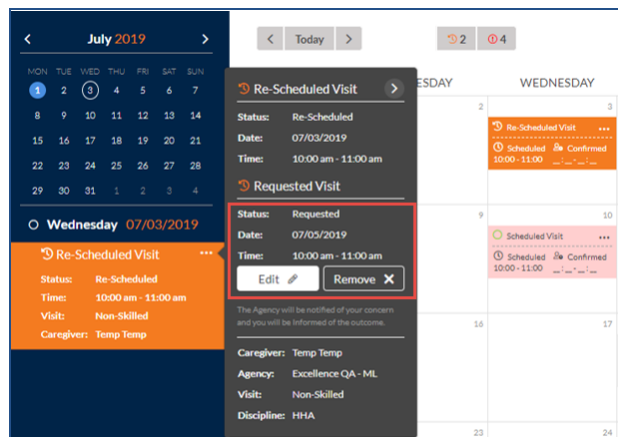 < July 2019 >
MON TUE WED THU FRI SAT SUN
1 2 3 4 5 6 7
8 9 10 11 12 13 14
15 16 17 18 19 20 21
22 23 24 25 26 27 28
29 30 31 1 2 3 4
Wednesday 07/03/2019
Re-Scheduled Visit ...
Status: Re-Scheduled
Time: 10:00 am - 11:00 am
Visit: Non-Skilled
Caregiver: Temp Temp
Re-Scheduled Visit >
Status: Re-Scheduled
Date: 07/03/2019
Time: 10:00 am - 11:00 am
Requested Visit
Status: Requested
Date: 07/05/2019
Time: 10:00 am - 11:00 am
Edit Remove X
The Agency will be notified of your concern
and you will be informed of the outcome.
Caregiver: Temp Temp
Agency: Excellence QA - ML
Visit: Non-Skilled
Discipline: HHA
< Today > 2 4
ESDAY WEDNESDAY
2 3
Re-Scheduled Visit ...
Scheduled Confirmed
10:00 - 11:00 __:__-__:__
9 10
Scheduled Visit ...
Scheduled Confirmed
10:00 - 11:00 __:__-__:__
16 17
23 24